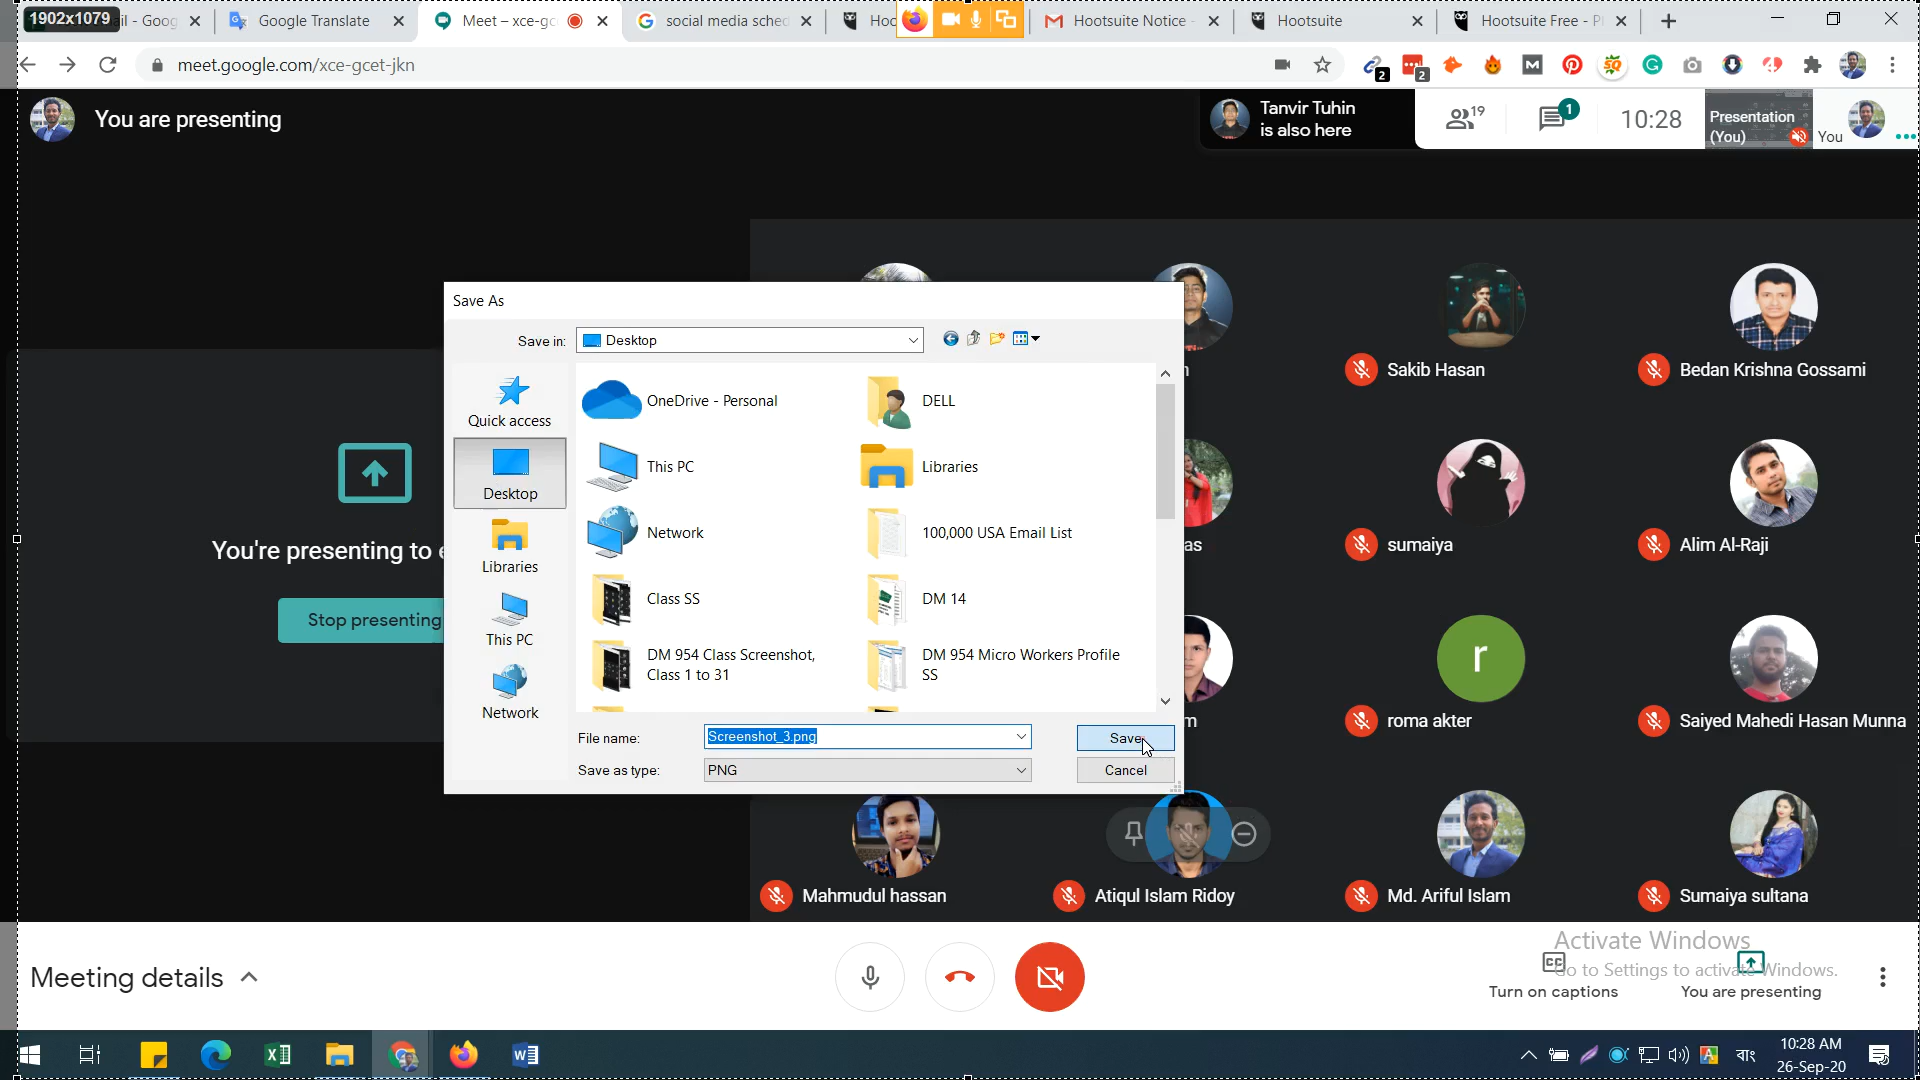 1902x1079
il - Goog
Google Translate
Meet – xce-gc
social media sched
Hoo
Hootsuite Notice -
Hootsuite
Hootsuite Free - Pl
meet.google.com/xce-gcet-jkn
2
2
You are presenting
Tanvir Tuhin
is also here
19
1
10:28
Presentation
(You)
You
Save As
Save in:
Desktop
Quick access
Desktop
Libraries
This PC
Network
OneDrive - Personal
DELL
This PC
Libraries
Network
100,000 USA Email List
Class SS
DM 14
DM 954 Class Screenshot,
Class 1 to 31
DM 954 Micro Workers Profile
SS
File name:
Screenshot_3.png
Save
Save as type:
PNG
Cancel
You're presenting to e
Stop presenting
n
Sakib Hasan
Bedan Krishna Gossami
as
sumaiya
Alim Al-Raji
r
m
roma akter
Saiyed Mahedi Hasan Munna
Mahmudul hassan
Atiqul Islam Ridoy
Md. Ariful Islam
Sumaiya sultana
Meeting details
Activate Windows
Go to Settings to activate Windows.
Turn on captions
You are presenting
বাং
10:28 AM
26-Sep-20